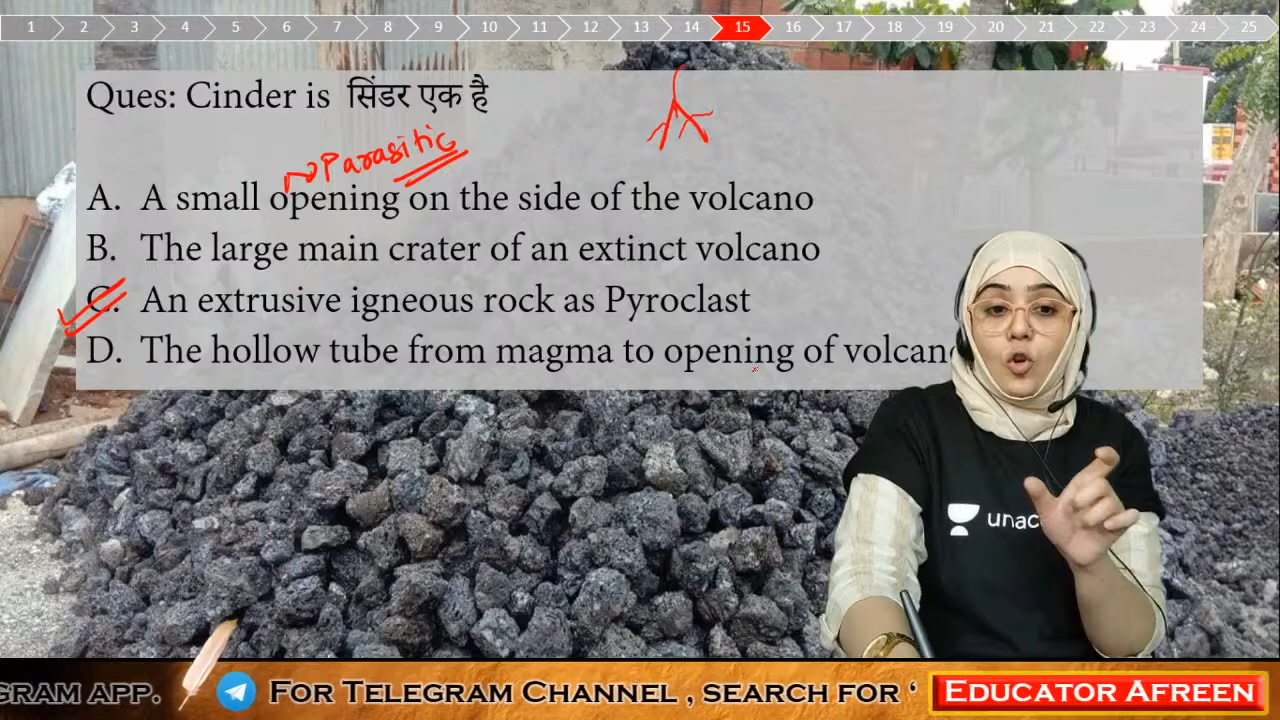 1 2 3 4 5 6 7 8 9 10 11 12 13 14 15 16 17 18 19 20 21 22 23 24 25
Ques: Cinder is सिंडर एक है
Parasitic
A. A small opening on the side of the volcano
B. The large main crater of an extinct volcano
C. An extrusive igneous rock as Pyroclast
D. The hollow tube from magma to opening of volcan
unac
GRAM APP. FOR TELEGRAM CHANNEL , SEARCH FOR ‘ EDUCATOR AFREEN